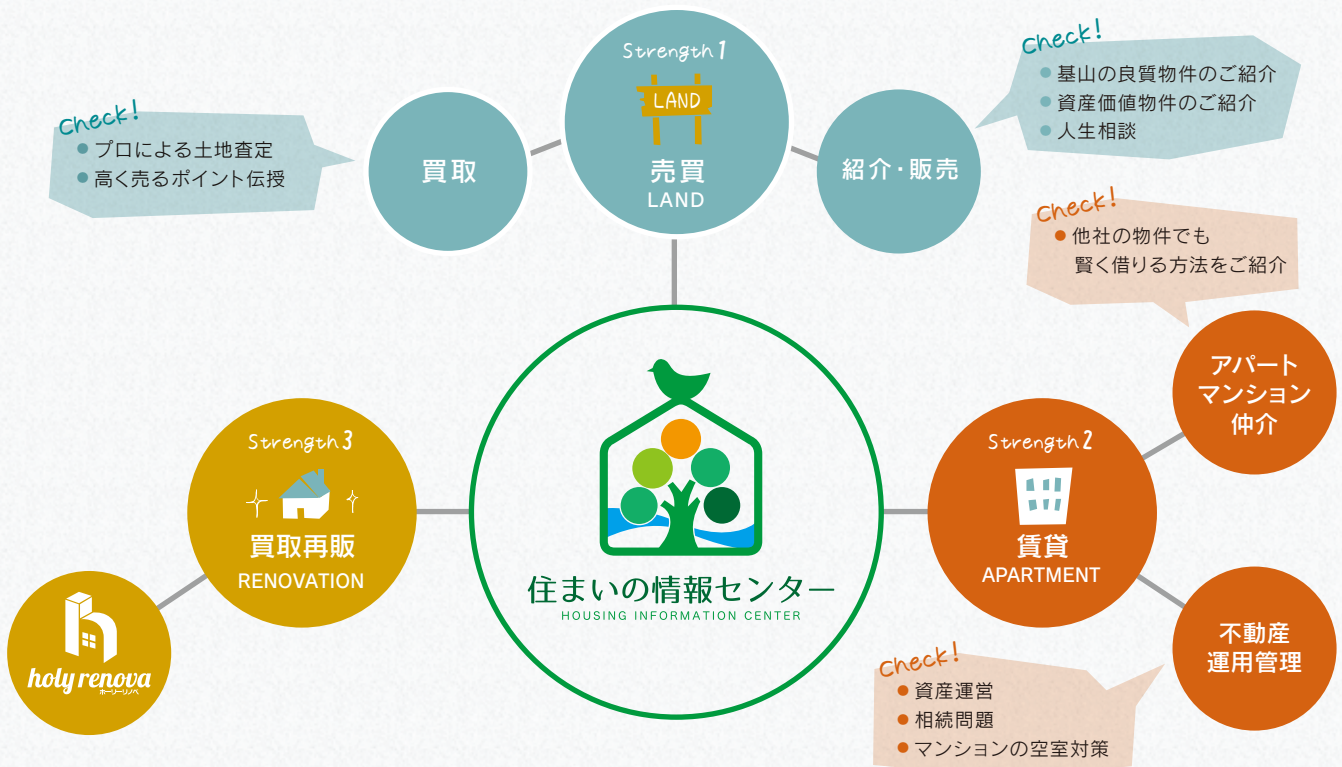 Strength 1
LAND
売買
LAND
買取
Check!
プロによる土地査定
高く売るポイント伝授
紹介・販売
Check!
基山の良質物件のご紹介
資産価値物件のご紹介
人生相談
Check!
他社の物件でも
賢く借りる方法をご紹介
アパート
マンション
仲介
Strength 2
賃貸
APARTMENT
不動産
運用管理
Check!
資産運営
相続問題
マンションの空室対策
住まいの情報センター
HOUSING INFORMATION CENTER
Strength 3
買取再販
RENOVATION
holy renova
ホーリーリノベ